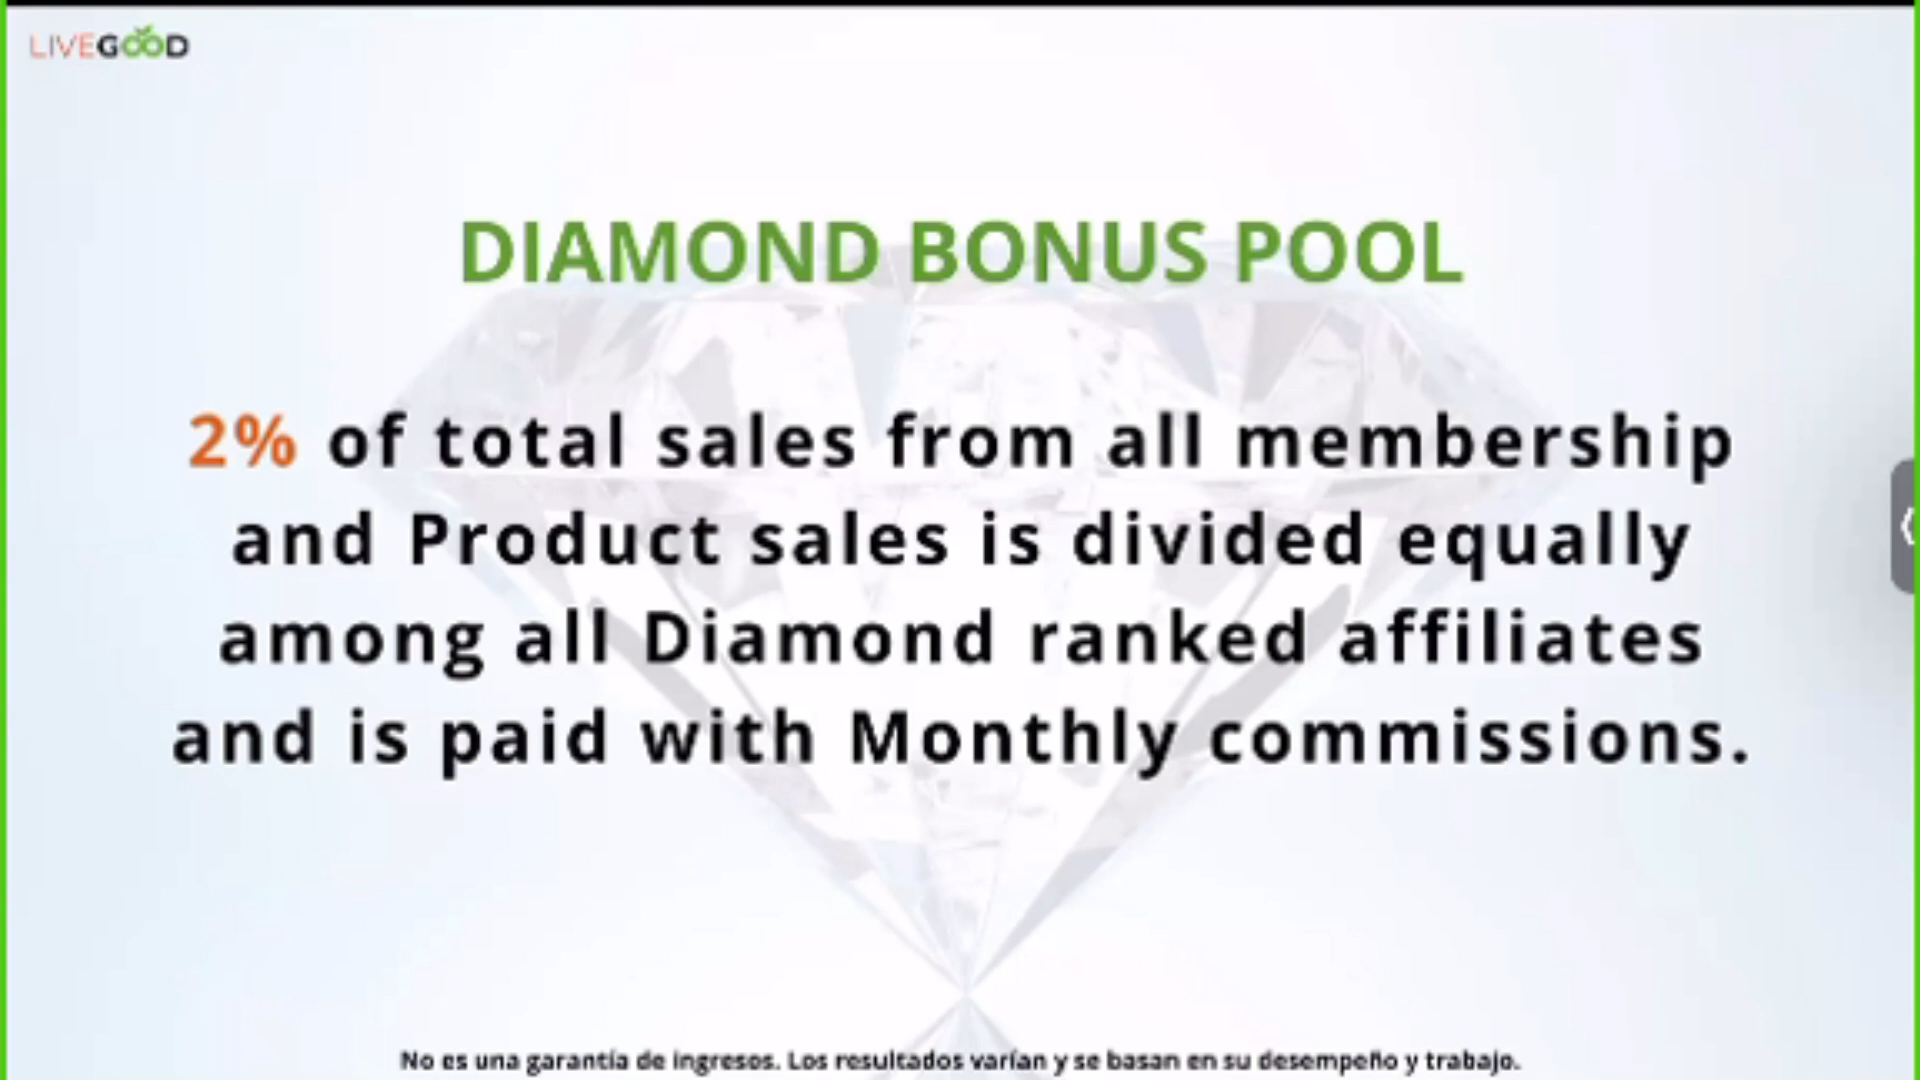 LIVEGOOD
DIAMOND BONUS POOL
2% of total sales from all membership
and Product sales is divided equally
among all Diamond ranked affiliates
and is paid with Monthly commissions.
No es una garantía de ingresos. Los resultados varían y se basan en su desempeño y trabajo.